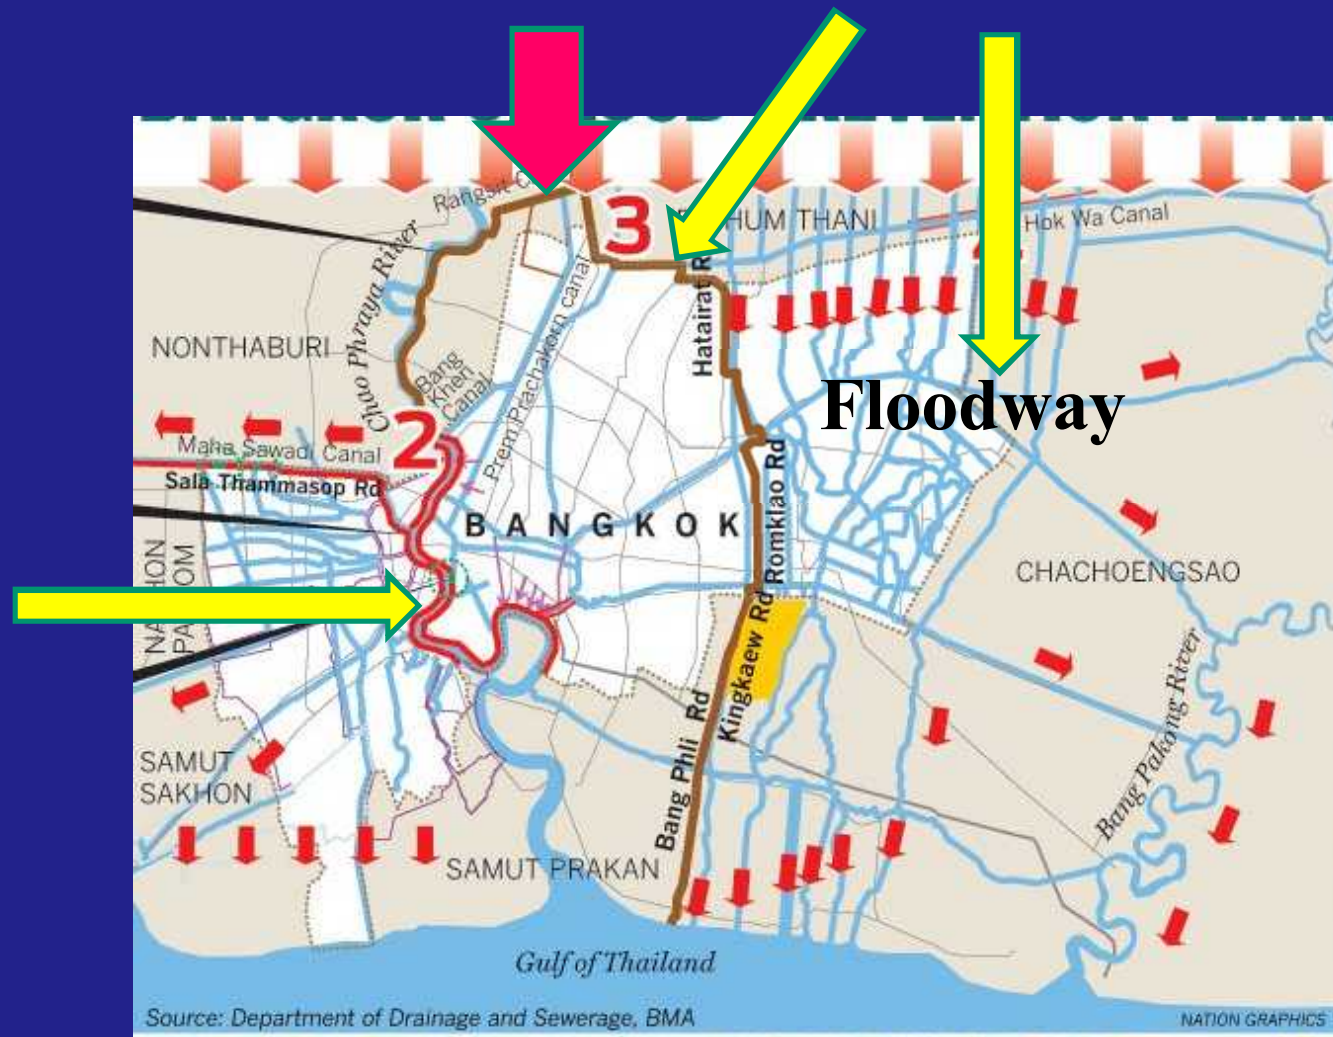 Rangsit
3
HUM THANI
Hok Wa Canal
Chao Phraya River
NONTHABURI
Hatairat
Prem Prachakorn canal
Bang
Khen
Canal
Floodway
2
Maha Sawadi Canal
Sala Thammasop Rd
BANGKOK
Romklao Rd
CHACHOENGSAO
Kingkaew Rd
Bang Phli Rd
Bang Pakong River
SAMUT
SAKHON
SAMUT PRAKAN
Gulf of Thailand
Source: Department of Drainage and Sewerage, BMA
NATION GRAPHICS